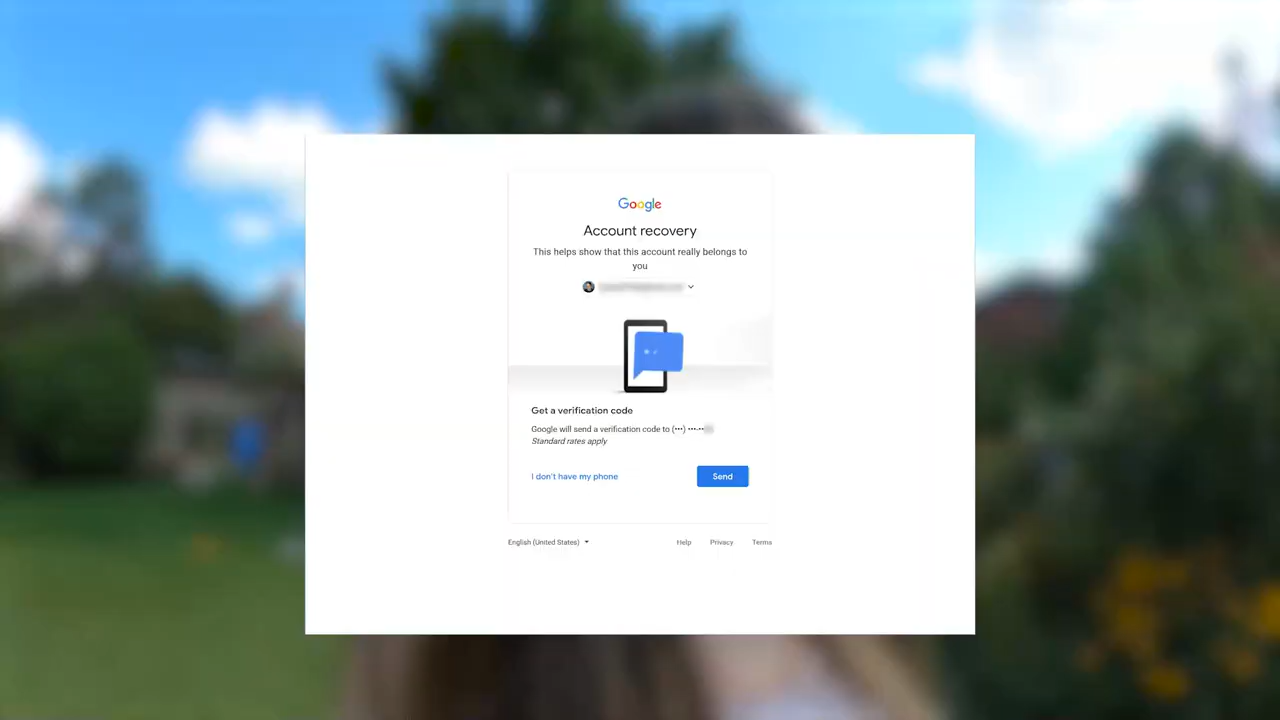 Google
Account recovery
This helps show that this account really belongs to
you
Get a verification code
Google will send a verification code to (•••) •••-••
Standard rates apply
I don't have my phone
Send
English (United States)
Help
Privacy
Terms